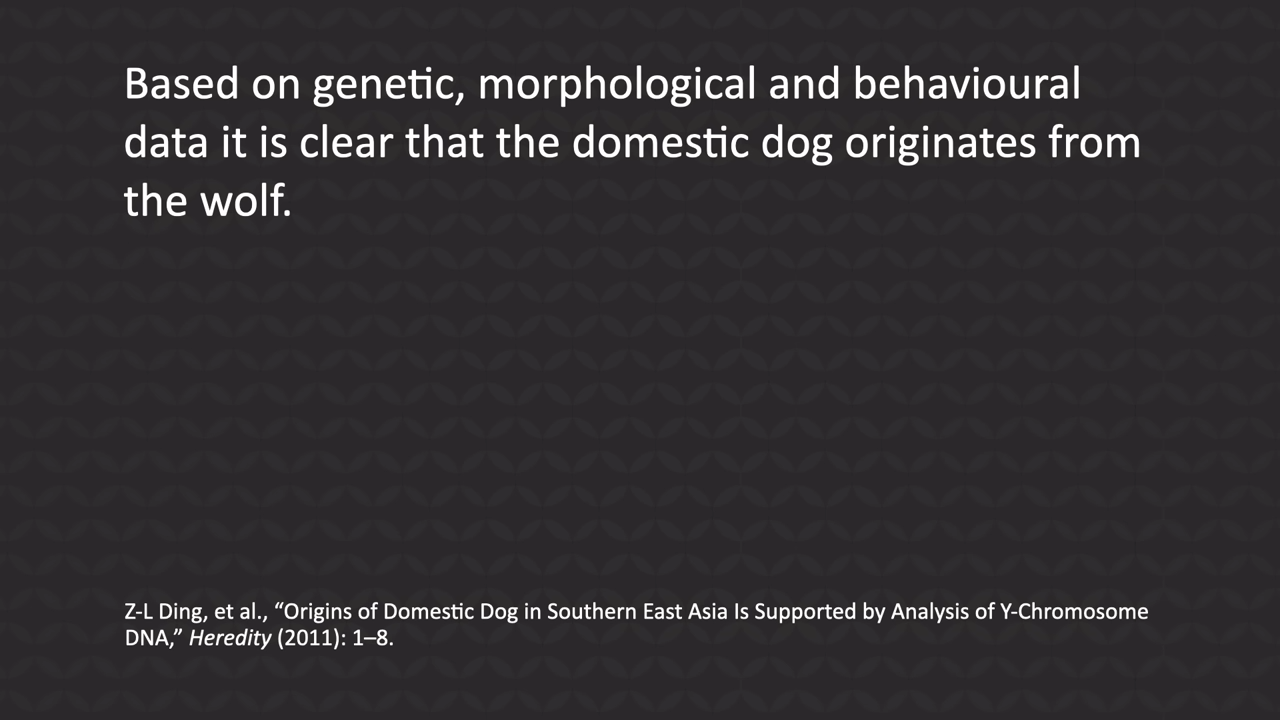 Based on genetic, morphological and behavioural
data it is clear that the domestic dog originates from
the wolf.
Z-L Ding, et al., “Origins of Domestic Dog in Southern East Asia Is Supported by Analysis of Y-Chromosome
DNA,” Heredity (2011): 1–8.